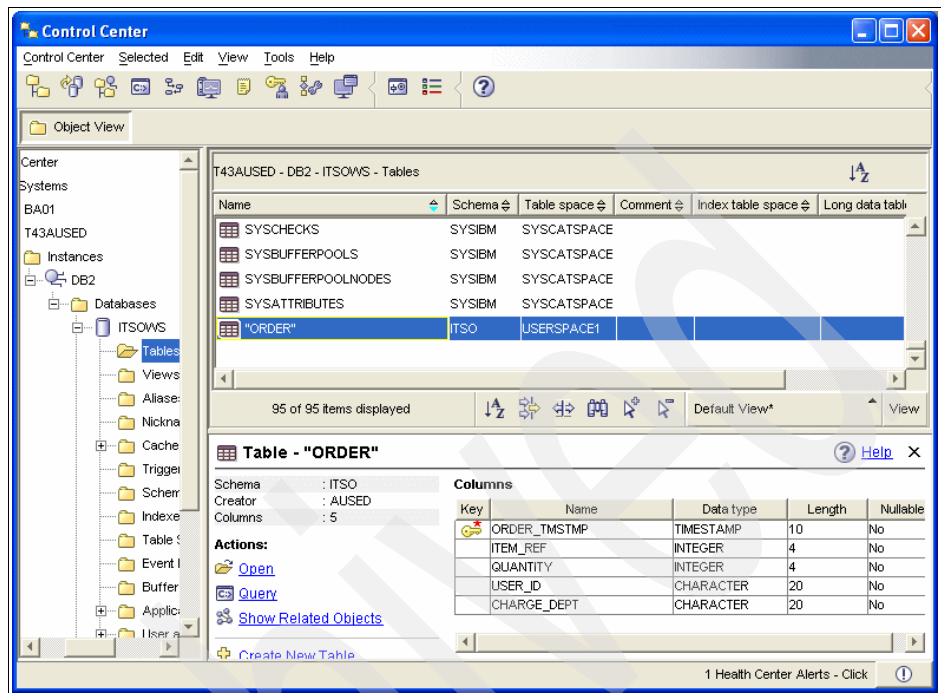 Control Center
Control Center Selected Edit View Tools Help
Object View
Center
Systems
BA01
T43AUSED
Instances
DB2
Databases
ITSOWS
Tables
Views
Aliase
Nickna
Cache
Trigge
Schem
Indexe
Table S
Event
Buffer
Applic
User a
T43AUSED - DB2 - ITSOWS - Tables
Name Schema Table space Comment Index table space Long data tabl
SYSCHECKS SYSIBM SYSCATSPACE
SYSBUFFERPOOLS SYSIBM SYSCATSPACE
SYSBUFFERPOOLNODES SYSIBM SYSCATSPACE
SYSATTRIBUTES SYSIBM SYSCATSPACE
"ORDER" ITSO USERSPACE1
95 of 95 items displayed Default View* View
Table - "ORDER" Help
Schema : ITSO
Creator : AUSED
Columns : 5
Actions:
Open
Query
Show Related Objects
Create New Table
Columns
Key Name Data type Length Nullable
ORDER_TMSTMP TIMESTAMP 10 No
ITEM_REF INTEGER 4 No
QUANTITY INTEGER 4 No
USER_ID CHARACTER 20 No
CHARGE_DEPT CHARACTER 20 No
1 Health Center Alerts - Click